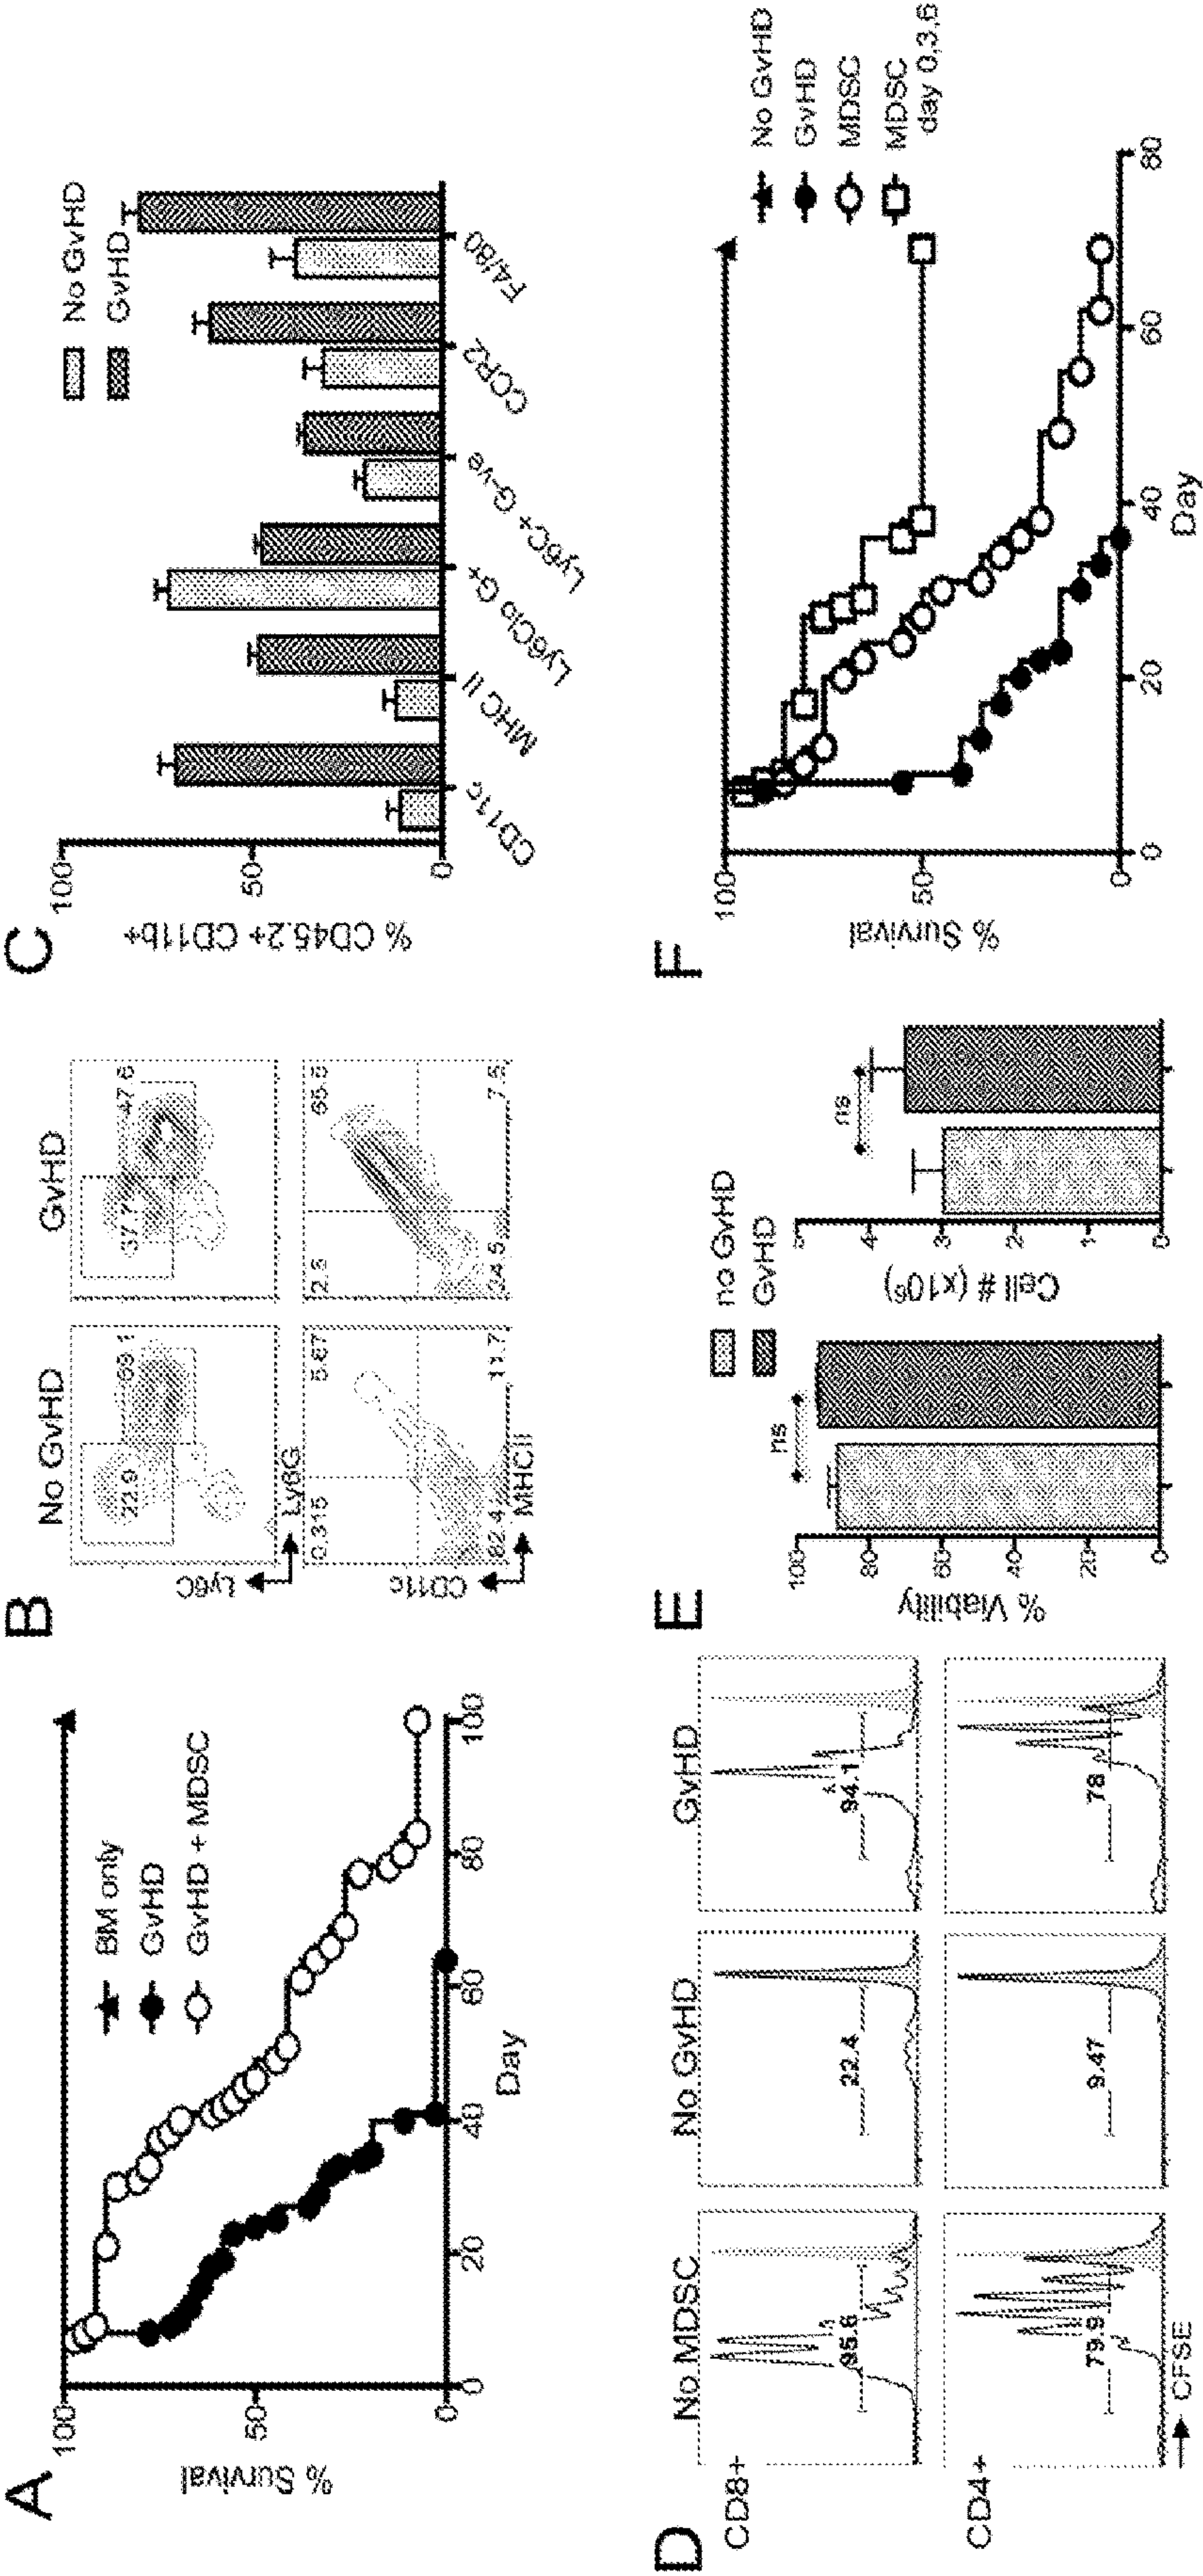 A
100
50
0
% Survival
0
20
40
60
80
100
Day
BM only
GvHD
GvHD + MDSC
B
No GvHD
GvHD
22.9
37.7
47.6
Ly6C
Ly6G
0.315
5.67
82.4
11.7
2.5
65.5
24.5
7.5
CD11c
MHCII
C
No GvHD
GvHD
100
50
0
% CD45.2+ CD11b+
CD11c
MHC II
Ly6Clo G+
Ly6C+ G-ve
CCR2
F4/80
D
No MDSC
No GvHD
GvHD
CD8+
95.6
22.4
94.1
CD4+
79.9
9.47
78
CFSE
E
no GvHD
GvHD
100
80
60
40
20
0
% Viability
ns
5
4
3
2
1
0
Cell # (x10⁶)
ns
F
100
50
0
% Survival
0
20
40
60
80
Day
No GvHD
GvHD
MDSC
MDSC
day 0,3,6